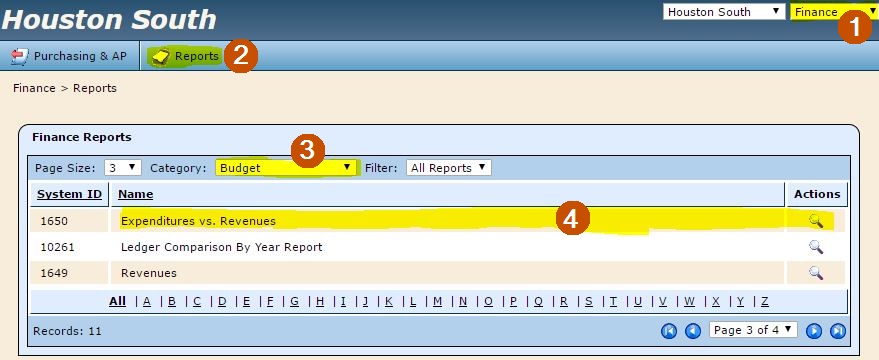 Houston South
Houston South
Finance
1
Purchasing & AP
Reports
2
Finance > Reports
Finance Reports
3
Page Size: 3 Category: Budget Filter: All Reports
System ID Name Actions
1650 Expenditures vs. Revenues 4
10261 Ledger Comparison By Year Report
1649 Revenues
All | A | B | C | D | E | F | G | H | I | J | K | L | M | N | O | P | Q | R | S | T | U | V | W | X | Y | Z
Records: 11 Page 3 of 4